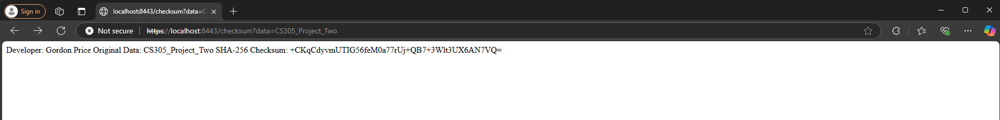 Sign in
localhost:8443/checksum?data=C
Not secure
https://localhost:8443/checksum?data=CS305_Project_Two
Developer: Gordon Price Original Data: CS305_Project_Two SHA-256 Checksum: +CKqCdyvmUTIG56feM0a77rUj+QB7+3Wlt3UX6AN7VQ=